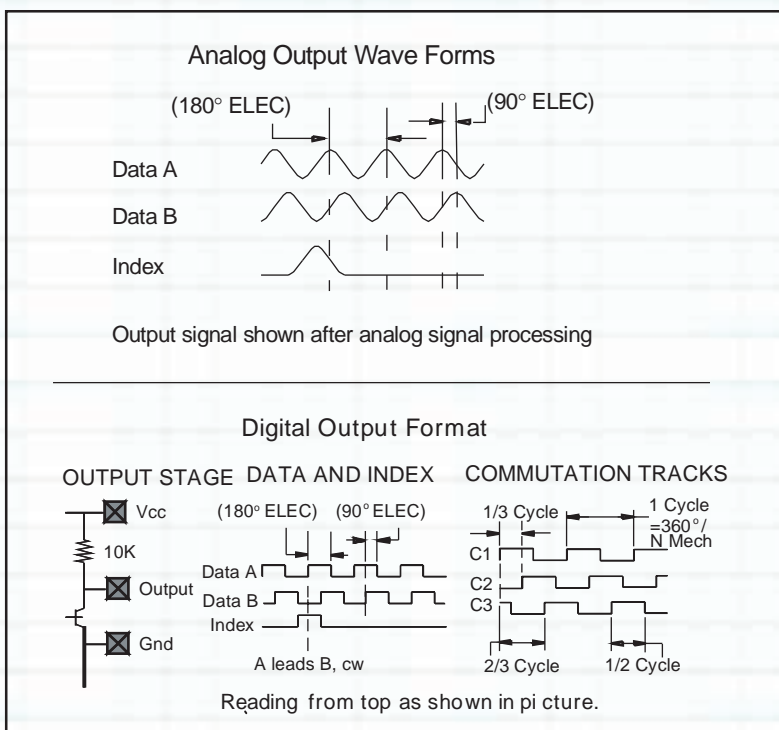 Analog Output Wave Forms
(180° ELEC)
(90° ELEC)
Data A
Data B
Index
Output signal shown after analog signal processing
Digital Output Format
OUTPUT STAGE
Vcc
10K
Output
Gnd
DATA AND INDEX
(180° ELEC) (90° ELEC)
Data A
Data B
Index
A leads B, cw
COMMUTATION TRACKS
1/3 Cycle
1 Cycle
=360°/
N Mech
C1
C2
C3
2/3 Cycle
1/2 Cycle
Reading from top as shown in pi cture.